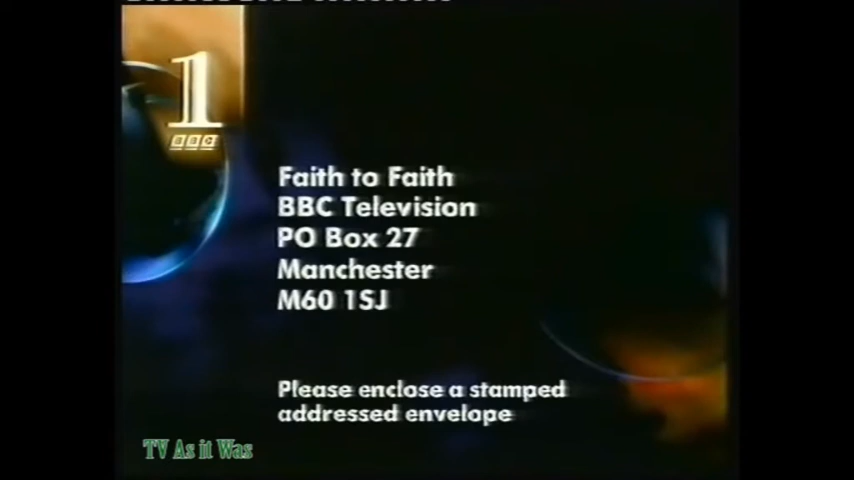 1
BBC
Faith to Faith
BBC Television
PO Box 27
Manchester
M60 1SJ
Please enclose a stamped
addressed envelope
TV As it Was